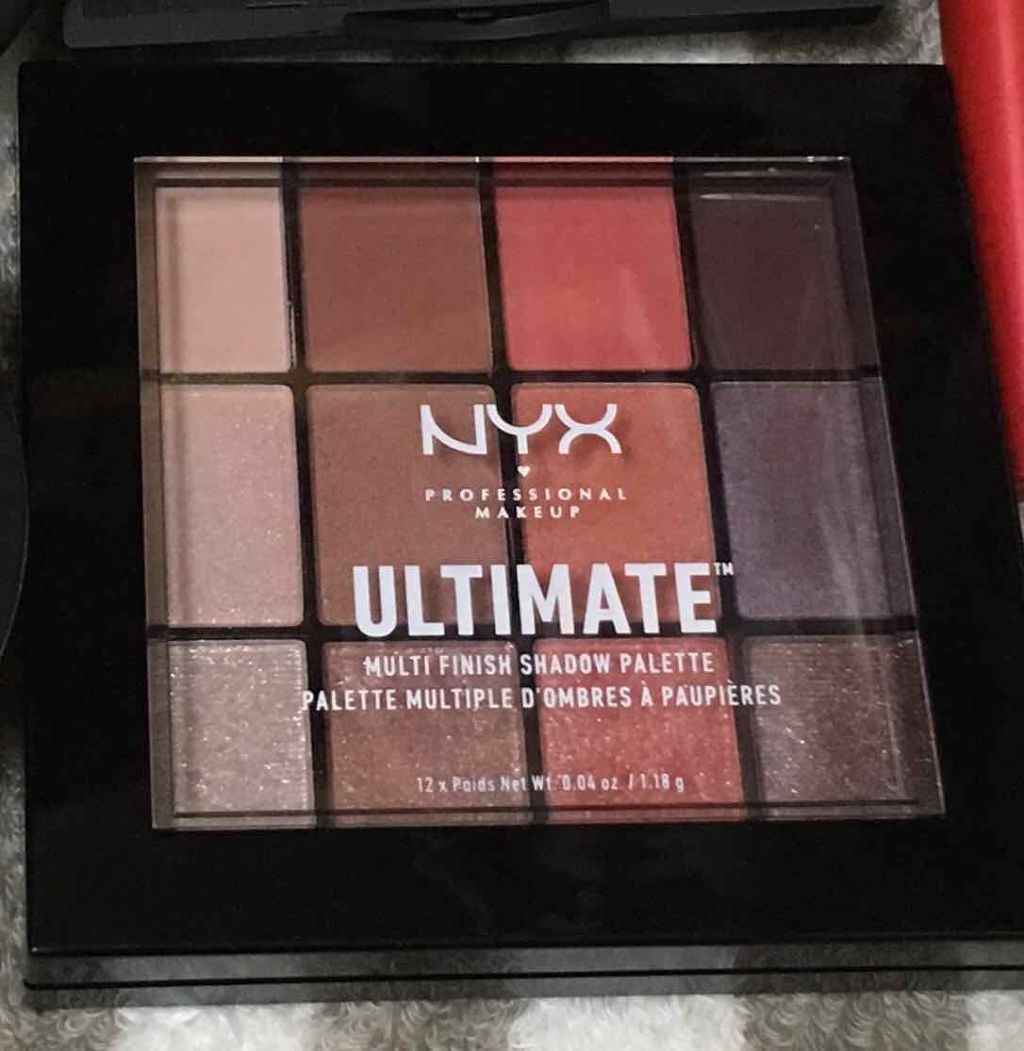 NYX
PROFESSIONAL
MAKEUP
ULTIMATE™
MULTI FINISH SHADOW PALETTE
PALETTE MULTIPLE D'OMBRES À PAUPIÈRES
12 x Poids Net Wt. 0.04 oz. / 1.18 g